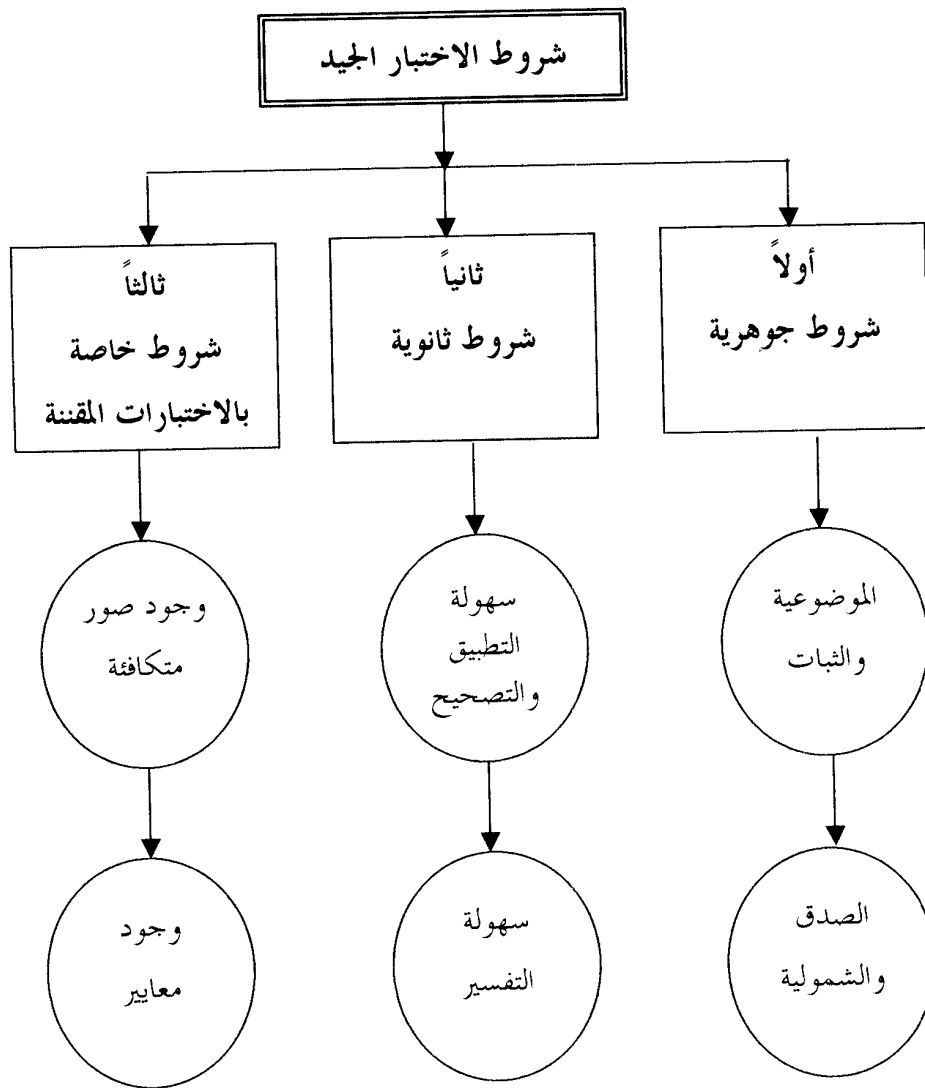 شروط الاختبار الجيد
أولاً
شروط جوهرية
ثانياً
شروط ثانوية
ثالثاً
شروط خاصة
بالاختبارات المقننة
الموضوعية
والثبات
سهولة
التطبيق
والتصحيح
وجود صور
متكافئة
الصدق
والشمولية
سهولة
التفسير
وجود
معايير